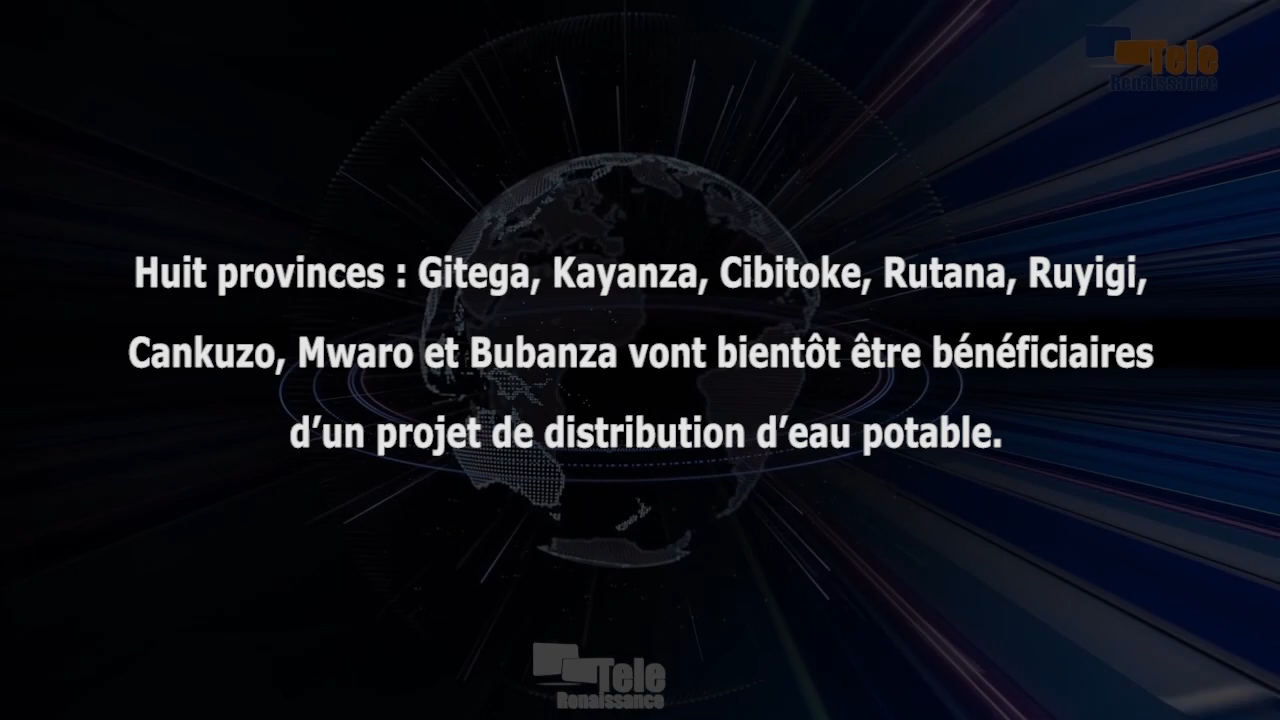 Tele
Renaissance
Huit provinces : Gitega, Kayanza, Cibitoke, Rutana, Ruyigi,
Cankuzo, Mwaro et Bubanza vont bientôt être bénéficiaires
d’un projet de distribution d’eau potable.
Tele
Renaissance